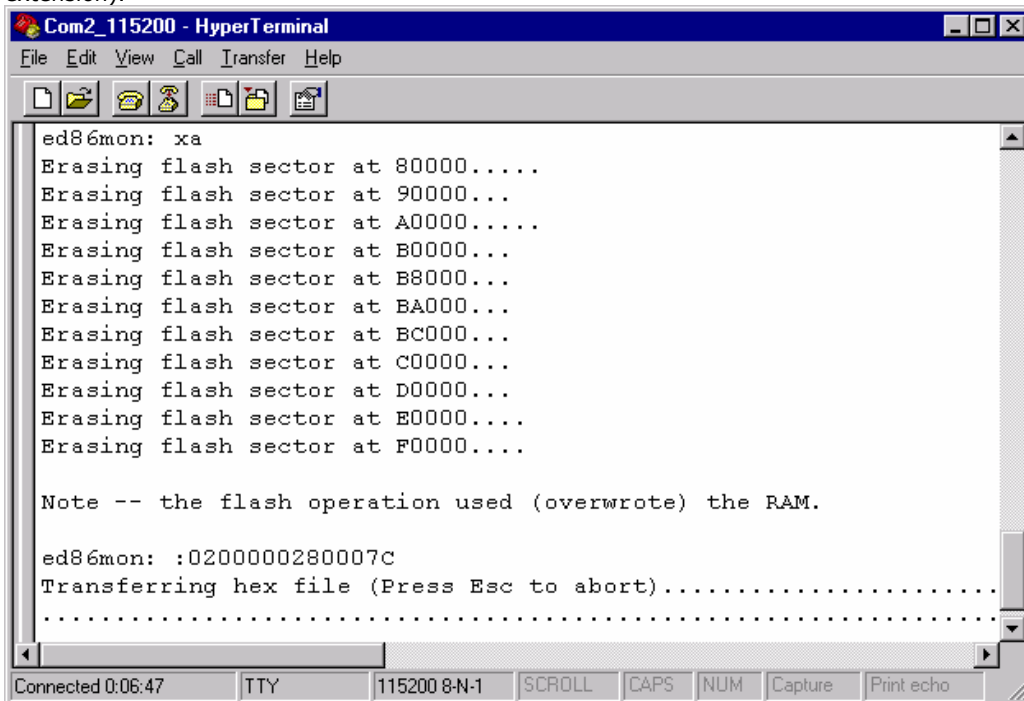 extension).
Com2_115200 - HyperTerminal
File Edit View Call Transfer Help
ed86mon: xa
Erasing flash sector at 80000.....
Erasing flash sector at 90000...
Erasing flash sector at A0000.....
Erasing flash sector at B0000...
Erasing flash sector at B8000...
Erasing flash sector at BA000...
Erasing flash sector at BC000...
Erasing flash sector at C0000...
Erasing flash sector at D0000...
Erasing flash sector at E0000....
Erasing flash sector at F0000....
Note -- the flash operation used (overwrote) the RAM.
ed86mon: :0200000280007C
Transferring hex file (Press Esc to abort)......................
.............................................................
Connected 0:06:47 TTY 115200 8-N-1 SCROLL CAPS NUM Capture Print echo